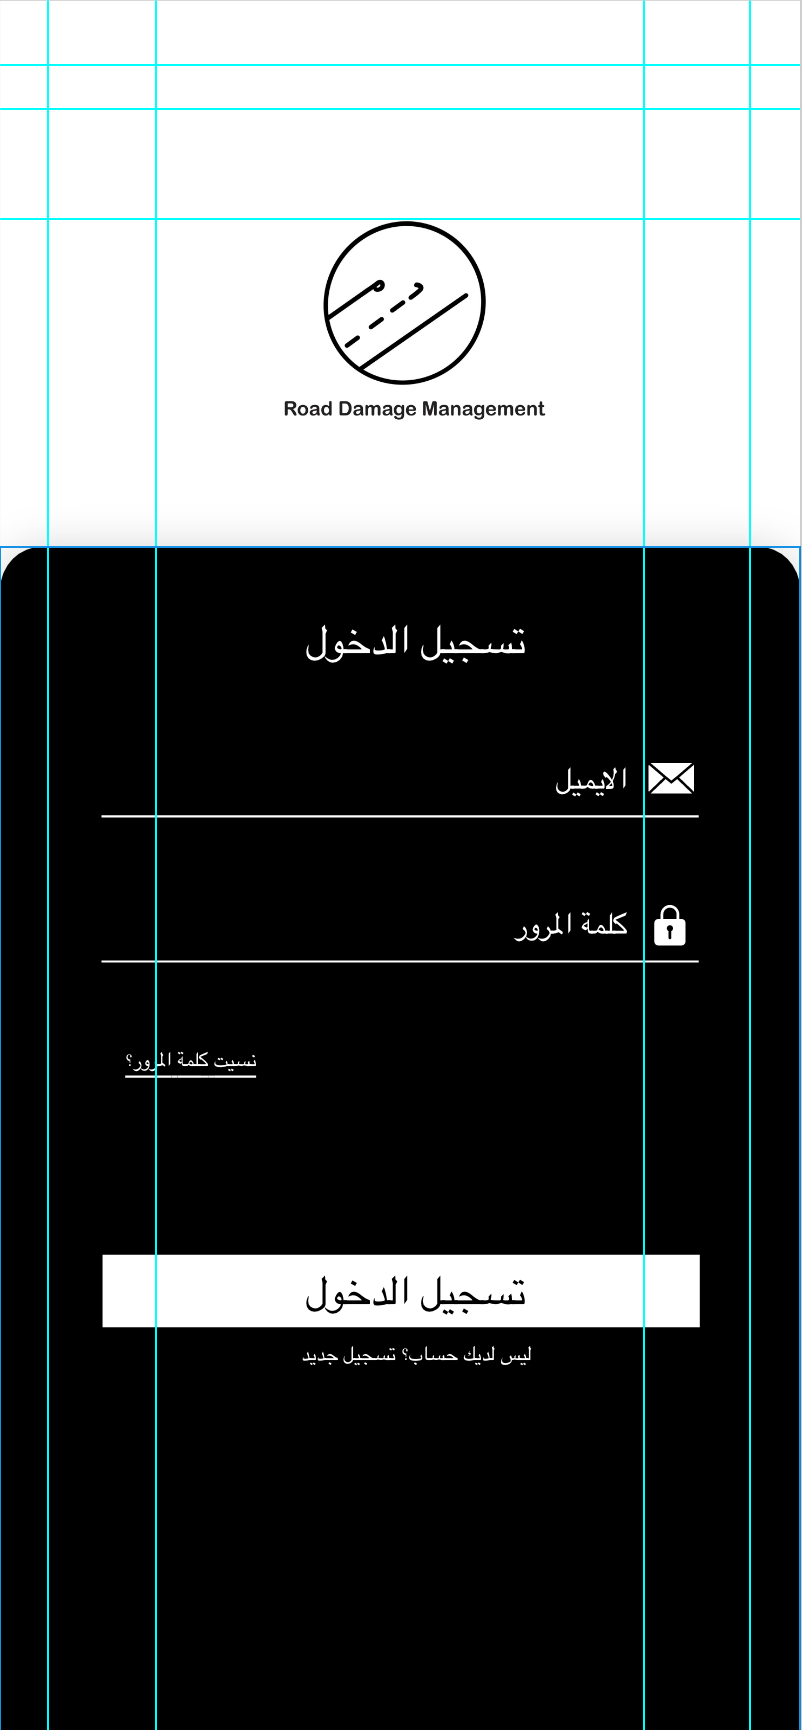 Road Damage Management
تسجيل الدخول
الايميل
كلمة المرور
نسيت كلمة المرور؟
تسجيل الدخول
ليس لديك حساب؟ تسجيل جديد